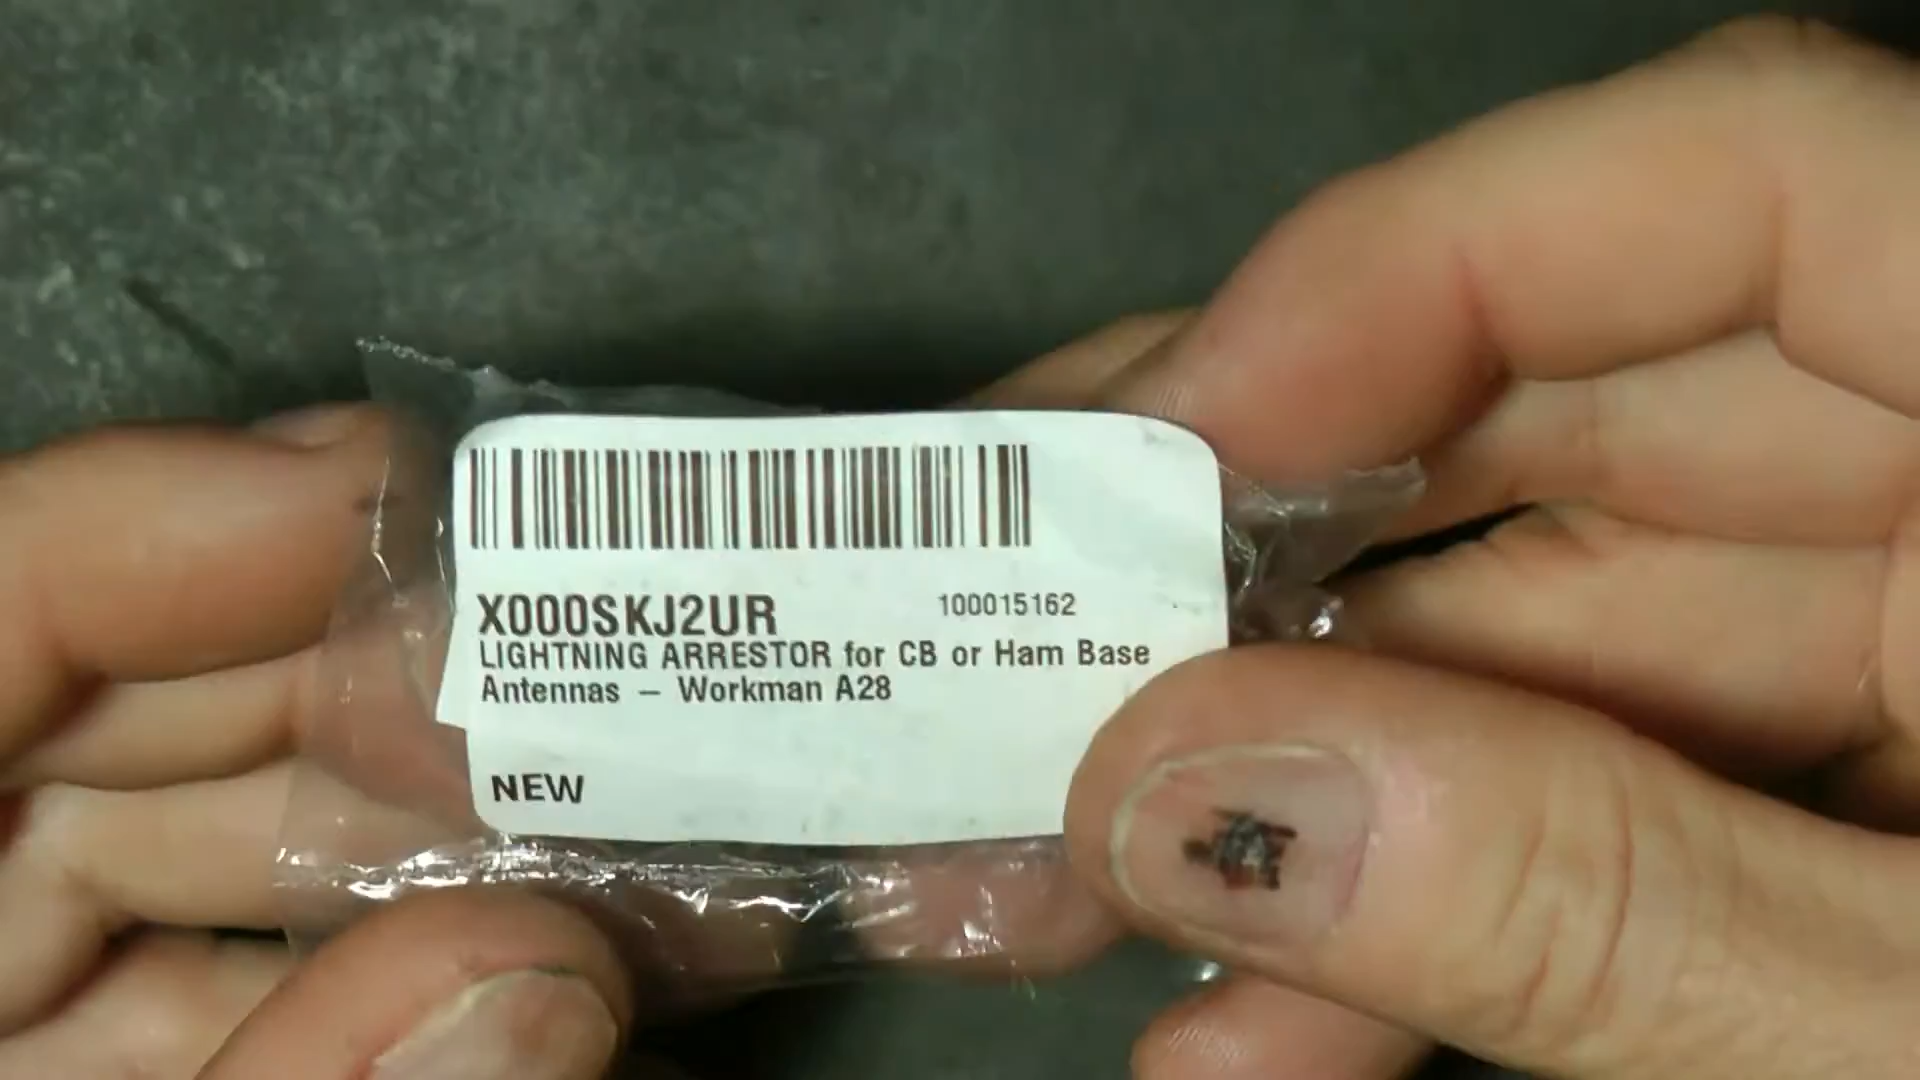 X000SKJ2UR 100015162
LIGHTNING ARRESTOR for CB or Ham Base
Antennas – Workman A28
NEW